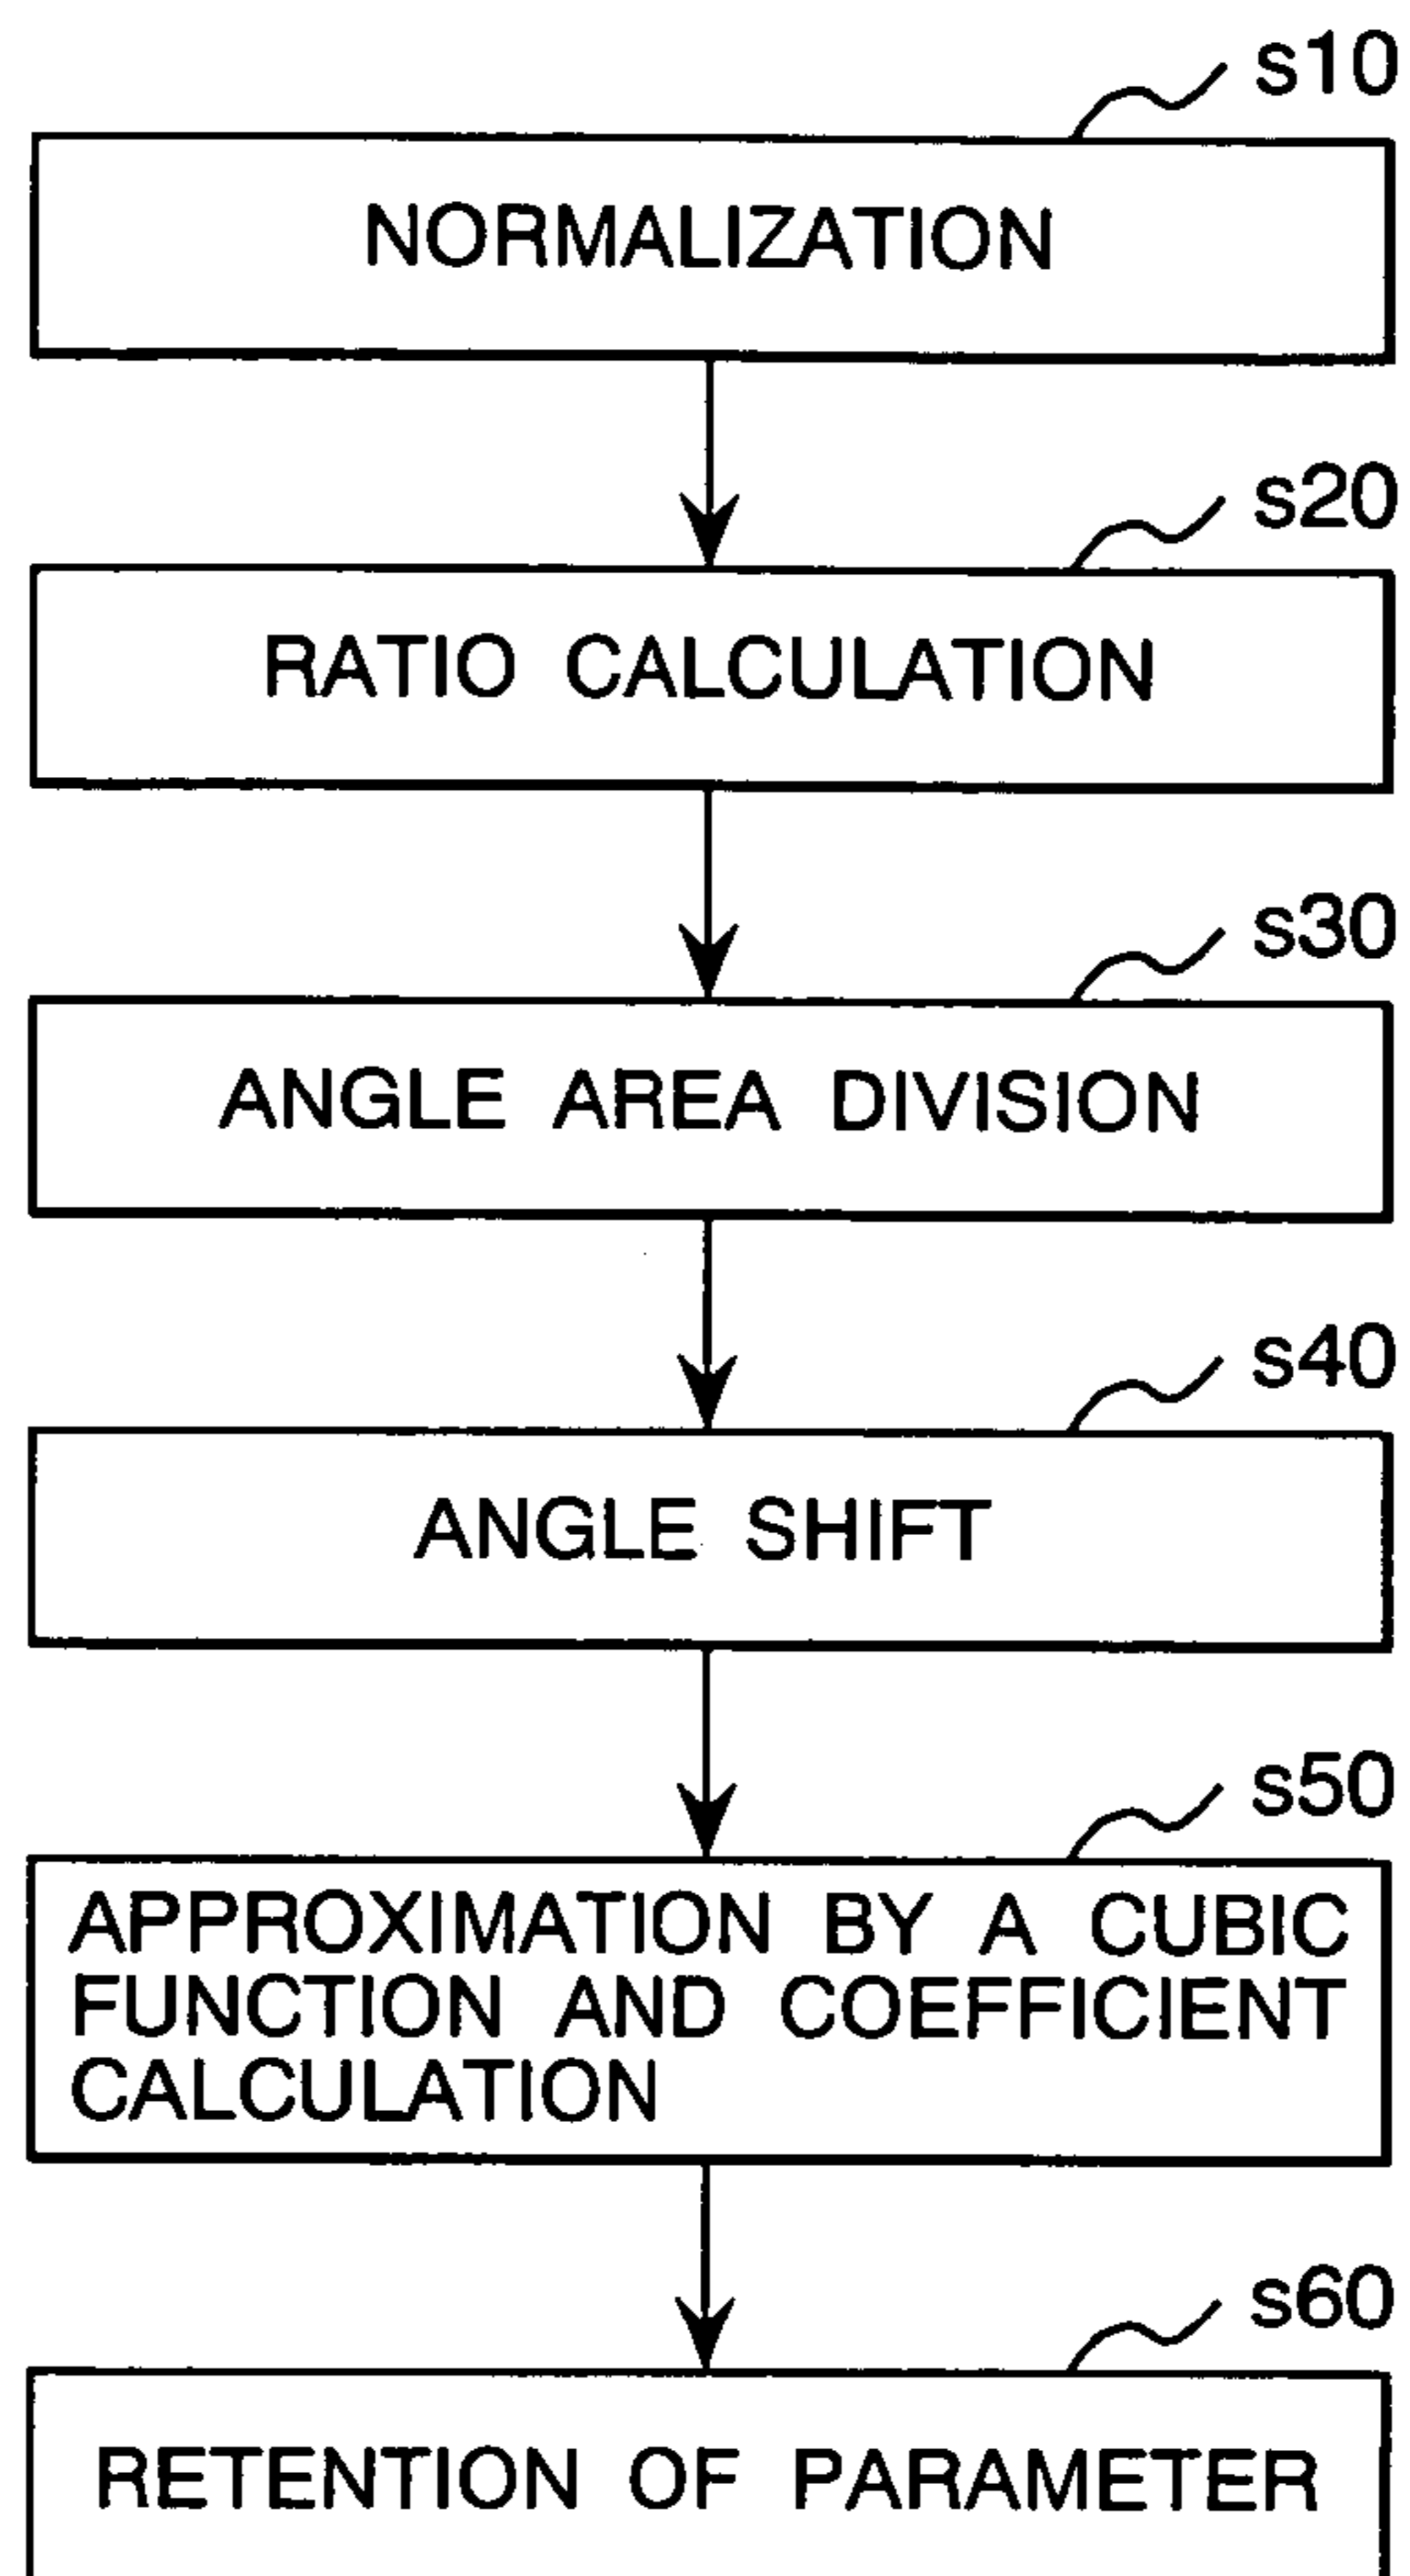 s10
NORMALIZATION
s20
RATIO CALCULATION
s30
ANGLE AREA DIVISION
s40
ANGLE SHIFT
s50
APPROXIMATION BY A CUBIC
FUNCTION AND COEFFICIENT
CALCULATION
s60
RETENTION OF PARAMETER